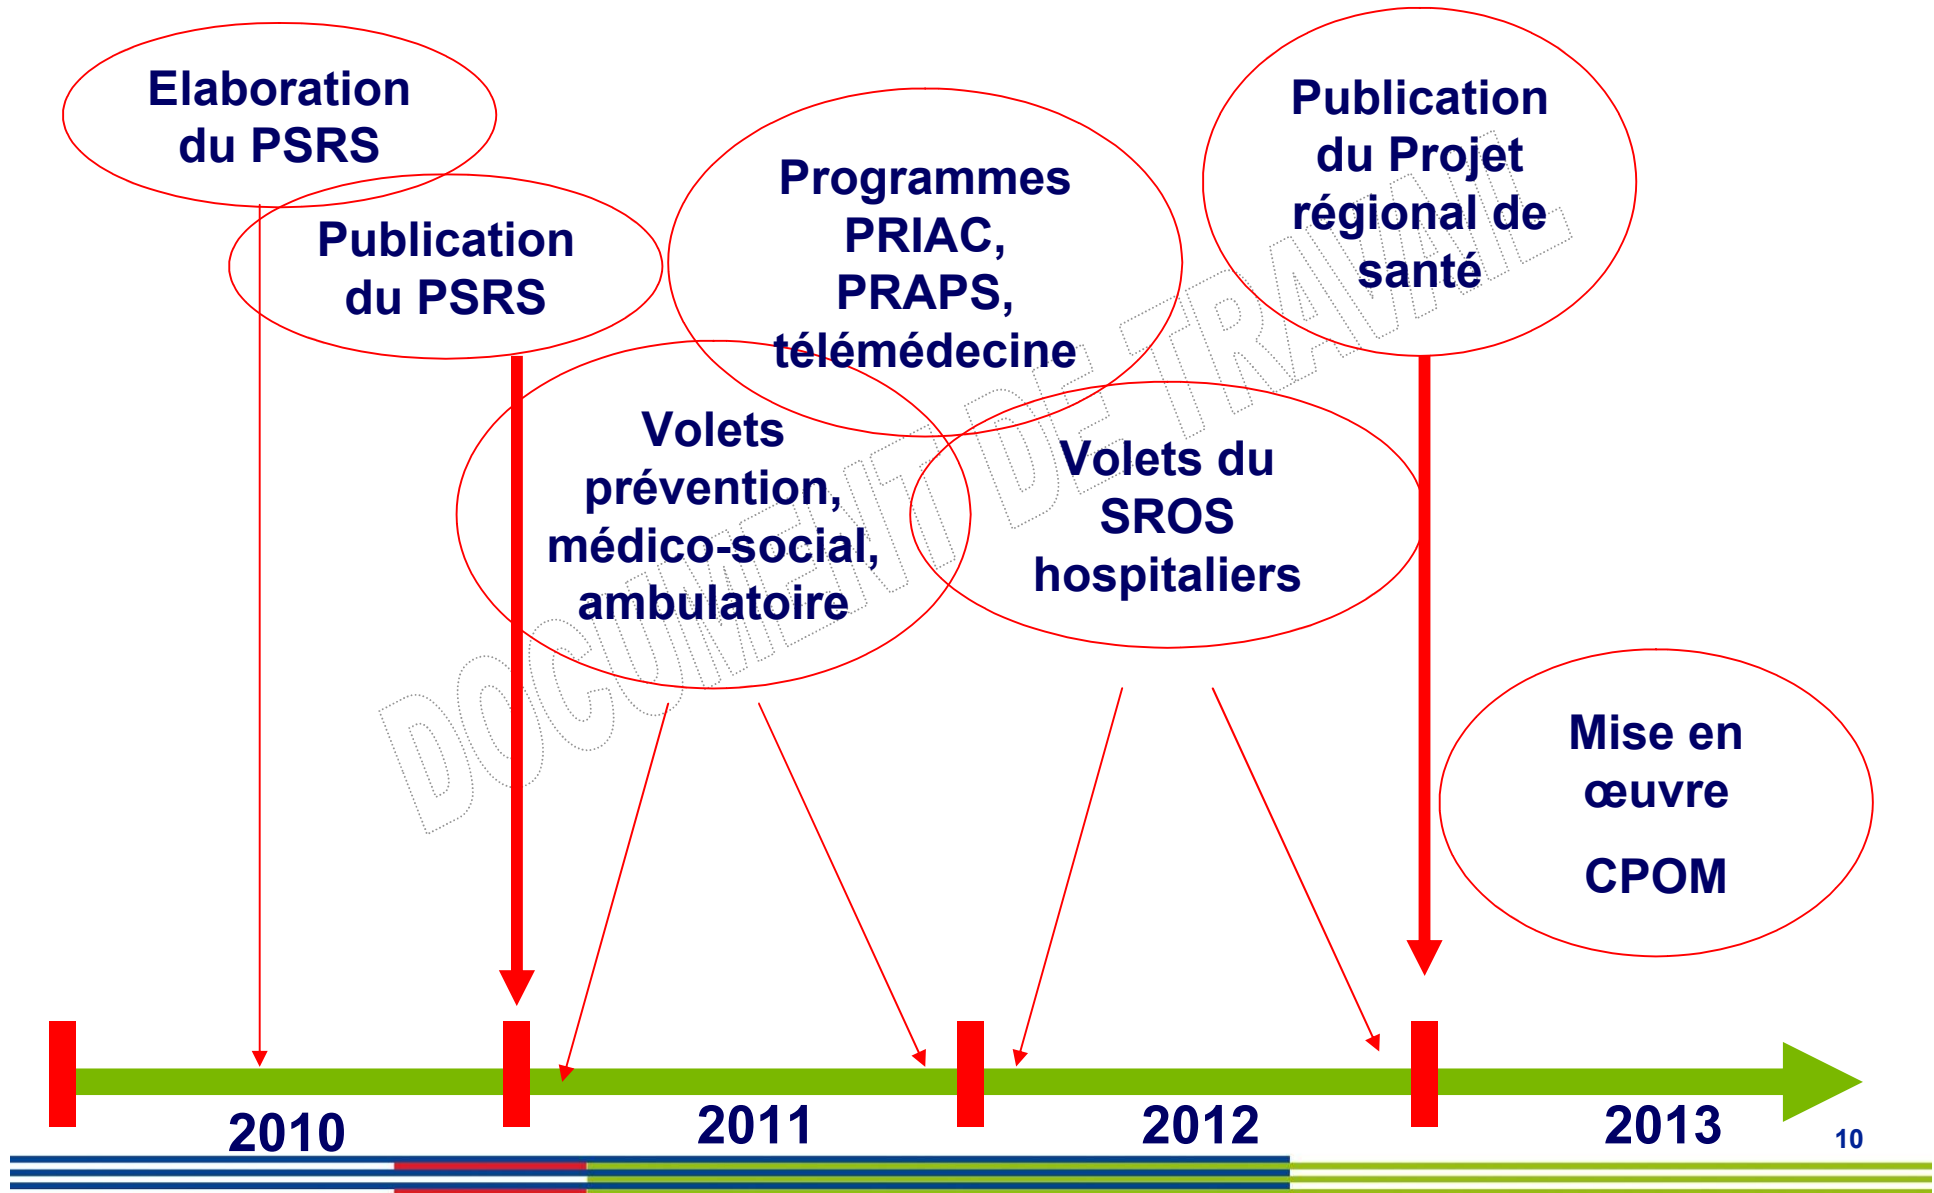 Elaboration
du PSRS
Publication
du PSRS
Programmes
PRIAC,
PRAPS,
télémédecine
Publication
du Projet
régional de
santé
Volets
prévention,
médico-social,
ambulatoire
Volets du
SROS
hospitaliers
Mise en
œuvre
CPOM
DOCUMENT DE TRAVAIL
2010
2011
2012
2013
10